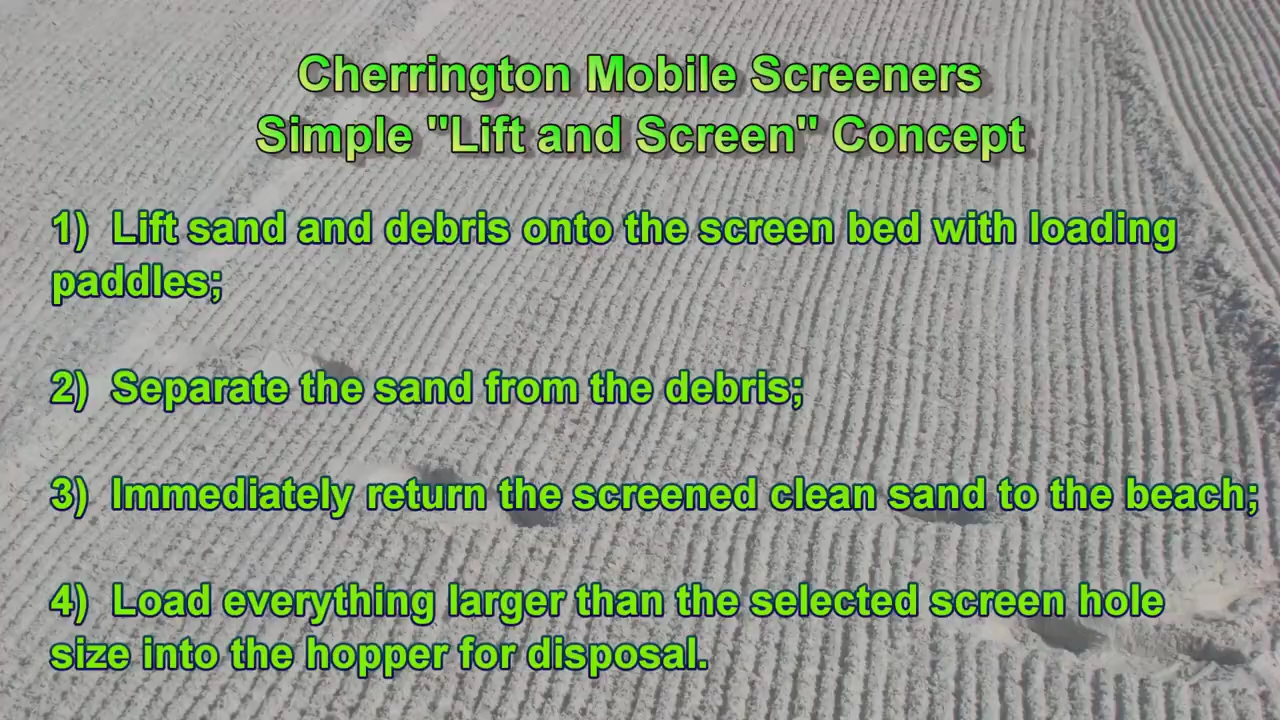 Cherrington Mobile Screeners
Simple "Lift and Screen" Concept
1) Lift sand and debris onto the screen bed with loading
paddles;
2) Separate the sand from the debris;
3) Immediately return the screened clean sand to the beach;
4) Load everything larger than the selected screen hole
size into the hopper for disposal.